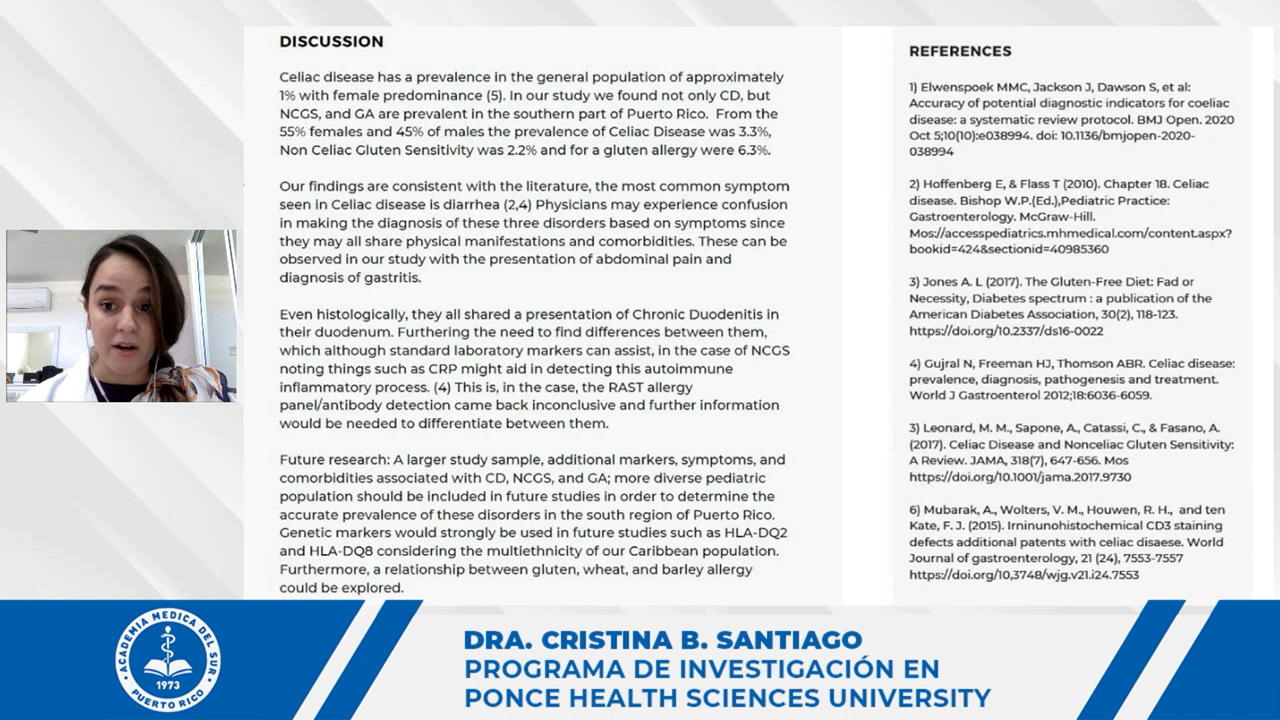 DISCUSSION
Celiac disease has a prevalence in the general population of approximately
1% with female predominance (5). In our study we found not only CD, but
NCGS, and GA are prevalent in the southern part of Puerto Rico. From the
55% females and 45% of males the prevalence of Celiac Disease was 3.3%,
Non Celiac Gluten Sensitivity was 2.2% and for a gluten allergy were 6.3%.
Our findings are consistent with the literature, the most common symptom
seen in Celiac disease is diarrhea (2,4) Physicians may experience confusion
in making the diagnosis of these three disorders based on symptoms since
they may all share physical manifestations and comorbidities. These can be
observed in our study with the presentation of abdominal pain and
diagnosis of gastritis.
Even histologically, they all shared a presentation of Chronic Duodenitis in
their duodenum. Furthering the need to find differences between them,
which although standard laboratory markers can assist, in the case of NCGS
noting things such as CRP might aid in detecting this autoimmune
inflammatory process. (4) This is, in the case, the RAST allergy
panel/antibody detection came back inconclusive and further information
would be needed to differentiate between them.
Future research: A larger study sample, additional markers, symptoms, and
comorbidities associated with CD, NCGS, and GA; more diverse pediatric
population should be included in future studies in order to determine the
accurate prevalence of these disorders in the south region of Puerto Rico.
Genetic markers would strongly be used in future studies such as HLA-DQ2
and HLA-DQ8 considering the multiethnicity of our Caribbean population.
Furthermore, a relationship between gluten, wheat, and barley allergy
could be explored.
REFERENCES
1) Elwenspoek MMC, Jackson J, Dawson S, et al:
Accuracy of potential diagnostic indicators for coeliac
disease: a systematic review protocol. BMJ Open. 2020
Oct 5;10(10):e038994. doi: 10.1136/bmjopen-2020-
038994
2) Hoffenberg E, & Flass T (2010). Chapter 18. Celiac
disease. Bishop W.P.(Ed.),Pediatric Practice:
Gastroenterology. McGraw-Hill.
Mos://accesspediatrics.mhmedical.com/content.aspx?
bookid=424&sectionid=40985360
3) Jones A. L (2017). The Gluten-Free Diet: Fad or
Necessity, Diabetes spectrum : a publication of the
American Diabetes Association, 30(2), 118-123.
https://doi.org/10.2337/ds16-0022
4) Gujral N, Freeman HJ, Thomson ABR. Celiac disease:
prevalence, diagnosis, pathogenesis and treatment.
World J Gastroenterol 2012;18:6036-6059.
3) Leonard, M. M., Sapone, A., Catassi, C., & Fasano, A.
(2017). Celiac Disease and Nonceliac Gluten Sensitivity:
A Review. JAMA, 318(7), 647-656. Mos
https://doi.org/10.1001/jama.2017.9730
6) Mubarak, A., Wolters, V. M., Houwen, R. H., and ten
Kate, F. J. (2015). Irninunohistochemical CD3 staining
defects additional patents with celiac disaese. World
Journal of gastroenterology, 21 (24), 7553-7557
https://doi.org/10,3748/wjg.v21.i24.7553
ACADEMIA MEDICA DEL SUR
1973
PUERTO RICO
DRA. CRISTINA B. SANTIAGO
PROGRAMA DE INVESTIGACIÓN EN
PONCE HEALTH SCIENCES UNIVERSITY